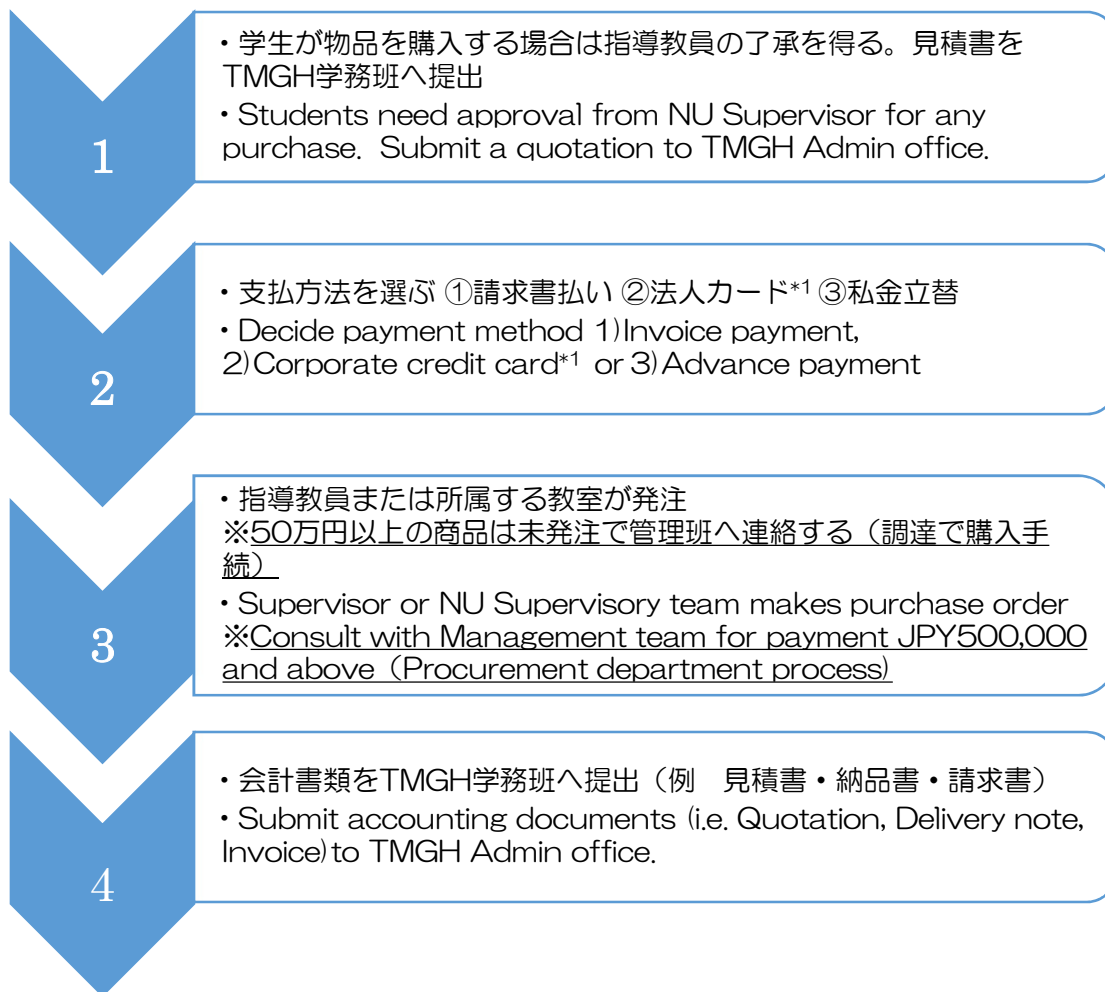 1
・学生が物品を購入する場合は指導教員の了承を得る。見積書を
TMGH学務班へ提出
・Students need approval from NU Supervisor for any
purchase. Submit a quotation to TMGH Admin office.
2
・支払方法を選ぶ ①請求書払い ②法人カード*1 ③私金立替
・Decide payment method 1)Invoice payment,
2)Corporate credit card*1 or 3)Advance payment
3
・指導教員または所属する教室が発注
※50万円以上の商品は未発注で管理班へ連絡する（調達で購入手
続）
・Supervisor or NU Supervisory team makes purchase order
※Consult with Management team for payment JPY500,000
and above（Procurement department process)
4
・会計書類をTMGH学務班へ提出（例　見積書・納品書・請求書）
・Submit accounting documents (i.e. Quotation, Delivery note,
Invoice)to TMGH Admin office.